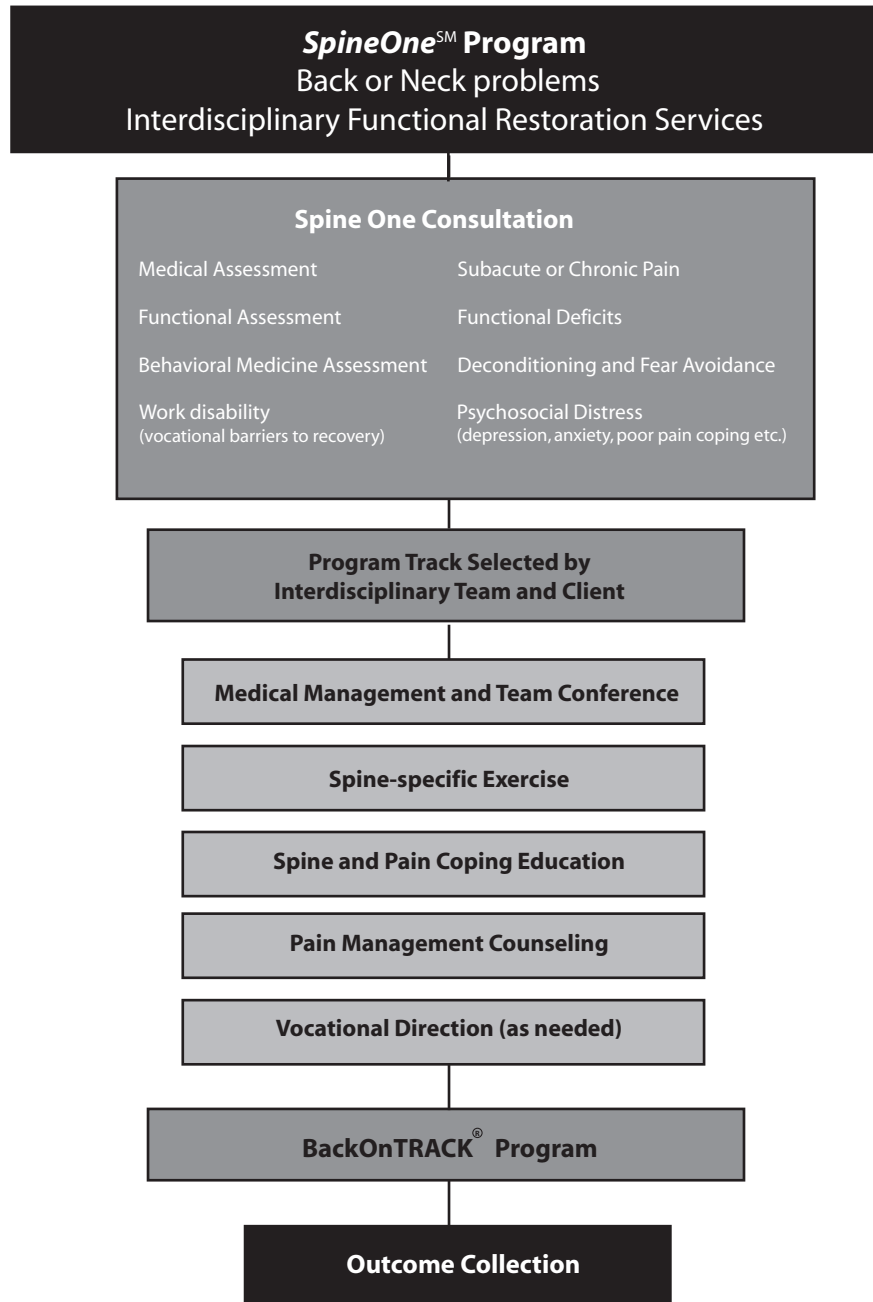 SpineOne℠ Program
Back or Neck problems
Interdisciplinary Functional Restoration Services
Spine One Consultation
Medical Assessment
Functional Assessment
Behavioral Medicine Assessment
Work disability
(vocational barriers to recovery)
Subacute or Chronic Pain
Functional Deficits
Deconditioning and Fear Avoidance
Psychosocial Distress
(depression, anxiety, poor pain coping etc.)
Program Track Selected by
Interdisciplinary Team and Client
Medical Management and Team Conference
Spine-specific Exercise
Spine and Pain Coping Education
Pain Management Counseling
Vocational Direction (as needed)
BackOnTRACK® Program
Outcome Collection